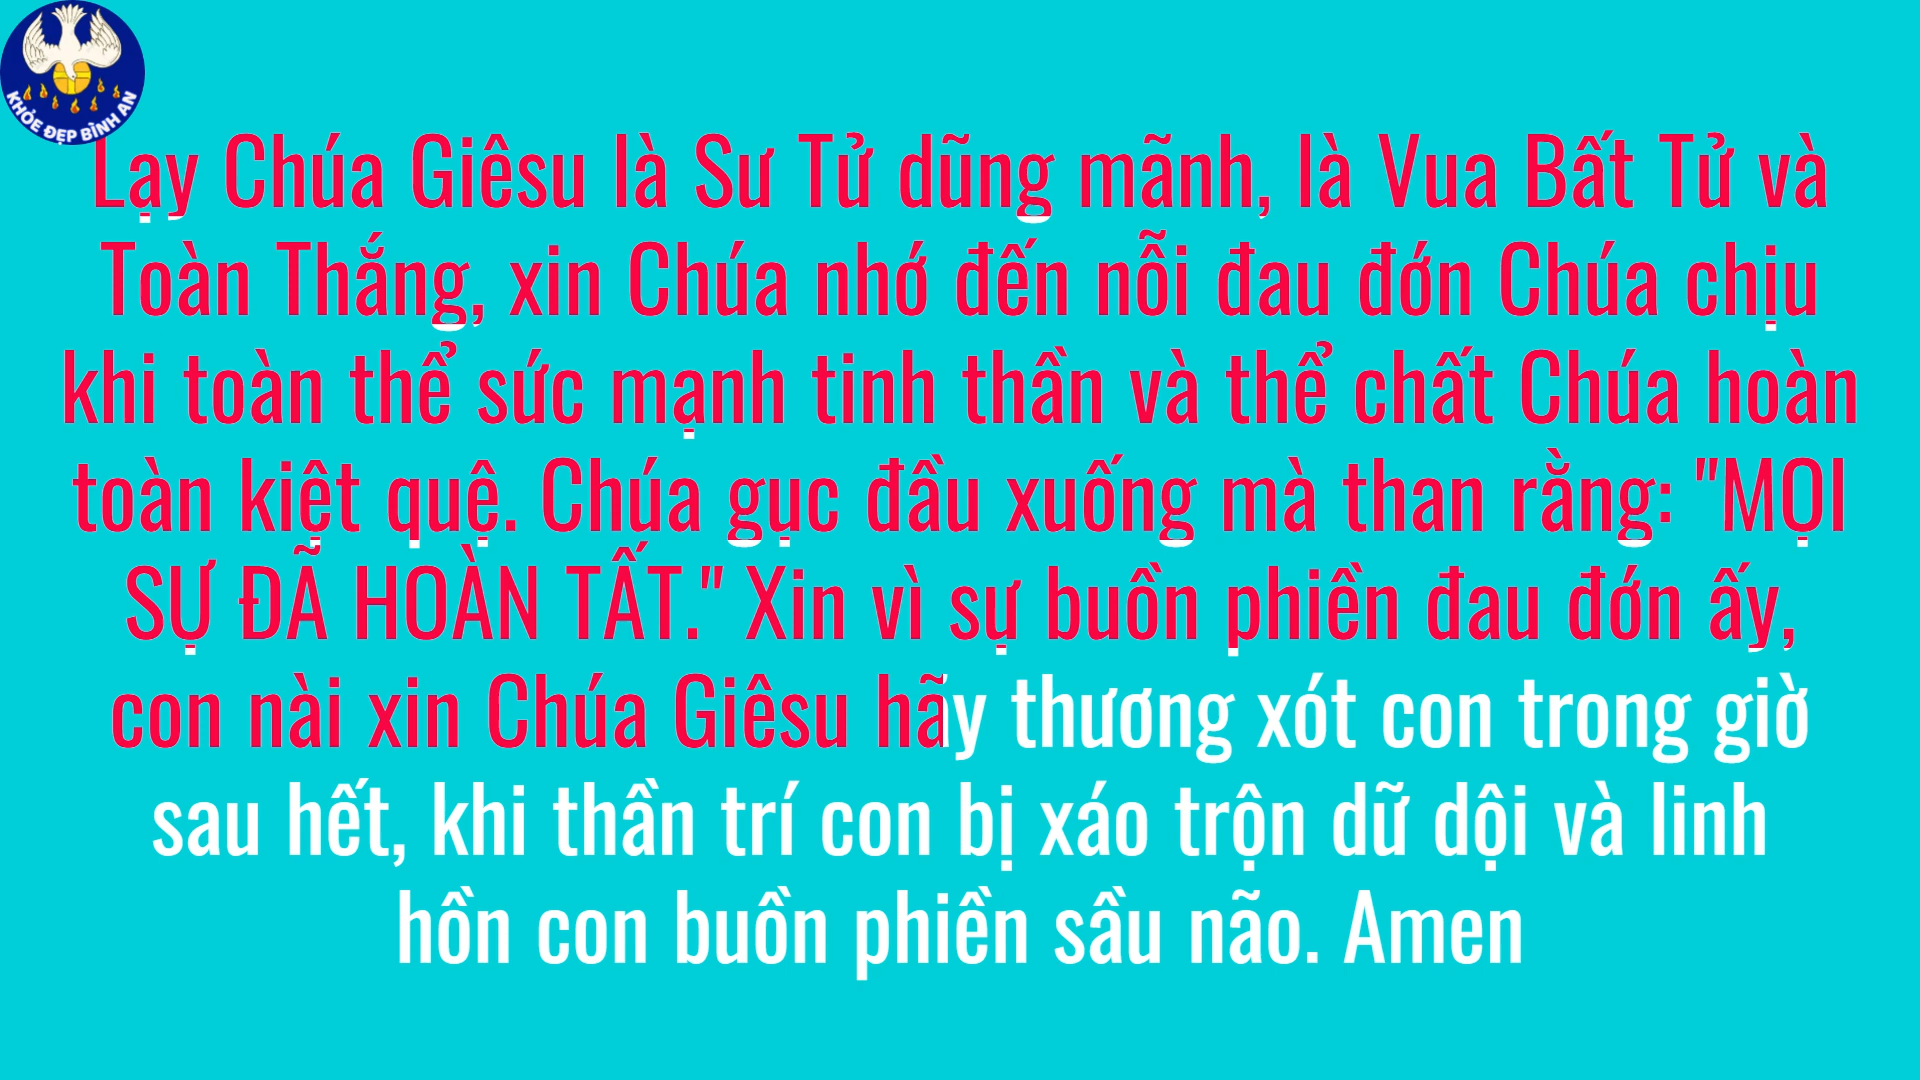 KHỎE ĐẸP BÌNH AN
Lạy Chúa Giêsu là Sư Tử dũng mãnh, là Vua Bất Tử và
Toàn Thắng, xin Chúa nhớ đến nỗi đau đớn Chúa chịu
khi toàn thể sức mạnh tinh thần và thể chất Chúa hoàn
toàn kiệt quệ. Chúa gục đầu xuống mà than rằng: "MỌI
SỰ ĐÃ HOÀN TẤT." Xin vì sự buồn phiền đau đớn ấy,
con nài xin Chúa Giêsu hãy thương xót con trong giờ
sau hết, khi thần trí con bị xáo trộn dữ dội và linh
hồn con buồn phiền sầu não. Amen